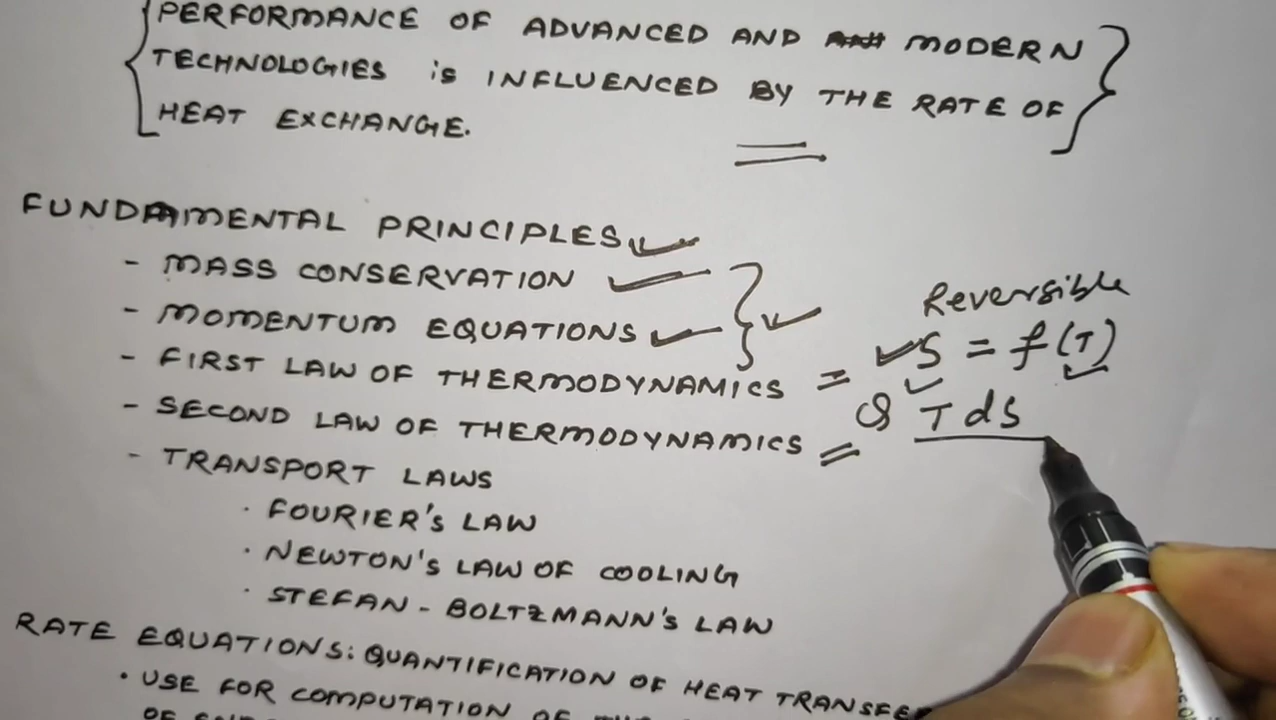 PERFORMANCE OF ADVANCED AND MODERN
TECHNOLOGIES is INFLUENCED BY THE RATE OF
HEAT EXCHANGE.
FUNDAMENTAL PRINCIPLES
- MASS CONSERVATION
- MOMENTUM EQUATIONS
- FIRST LAW OF THERMODYNAMICS =
Reversible
S = f(T)
- SECOND LAW OF THERMODYNAMICS =
T dS
- TRANSPORT LAWS
· FOURIER's LAW
· NEWTON's LAW OF COOLING
· STEFAN - BOLTZMANN's LAW
RATE EQUATIONS: QUANTIFICATION OF HEAT TRANSFER
· USE FOR COMPUTATION OF
OF